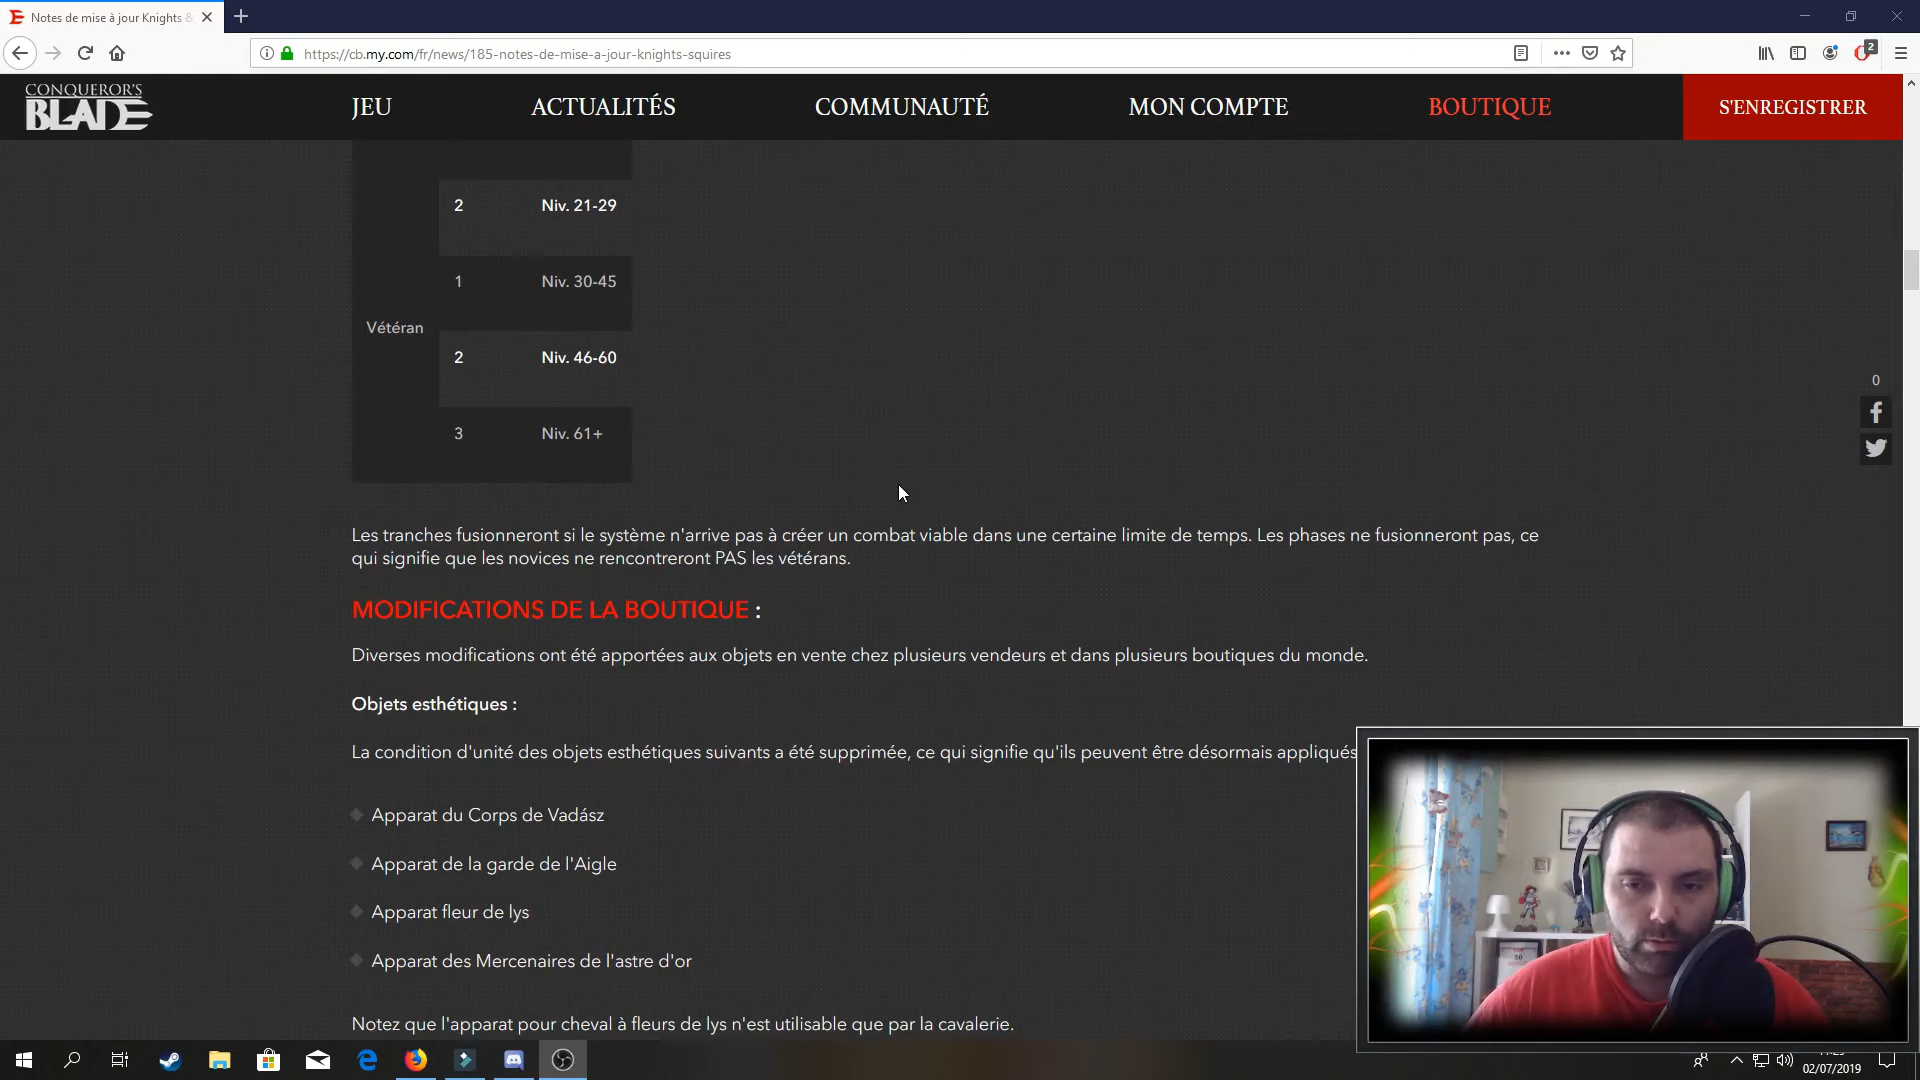 Notes de mise à jour Knights &
https://cb.my.com/fr/news/185-notes-de-mise-a-jour-knights-squires
2
CONQUEROR'S
BLADE
JEU
ACTUALITÉS
COMMUNAUTÉ
MON COMPTE
BOUTIQUE
S'ENREGISTRER
2 Niv. 21-29
1 Niv. 30-45
Vétéran
2 Niv. 46-60
3 Niv. 61+
0
Les tranches fusionneront si le système n'arrive pas à créer un combat viable dans une certaine limite de temps. Les phases ne fusionneront pas, ce
qui signifie que les novices ne rencontreront PAS les vétérans.
MODIFICATIONS DE LA BOUTIQUE :
Diverses modifications ont été apportées aux objets en vente chez plusieurs vendeurs et dans plusieurs boutiques du monde.
Objets esthétiques :
La condition d'unité des objets esthétiques suivants a été supprimée, ce qui signifie qu'ils peuvent être désormais appliqués
Apparat du Corps de Vadász
Apparat de la garde de l'Aigle
Apparat fleur de lys
Apparat des Mercenaires de l'astre d'or
Notez que l'apparat pour cheval à fleurs de lys n'est utilisable que par la cavalerie.
50
02/07/2019